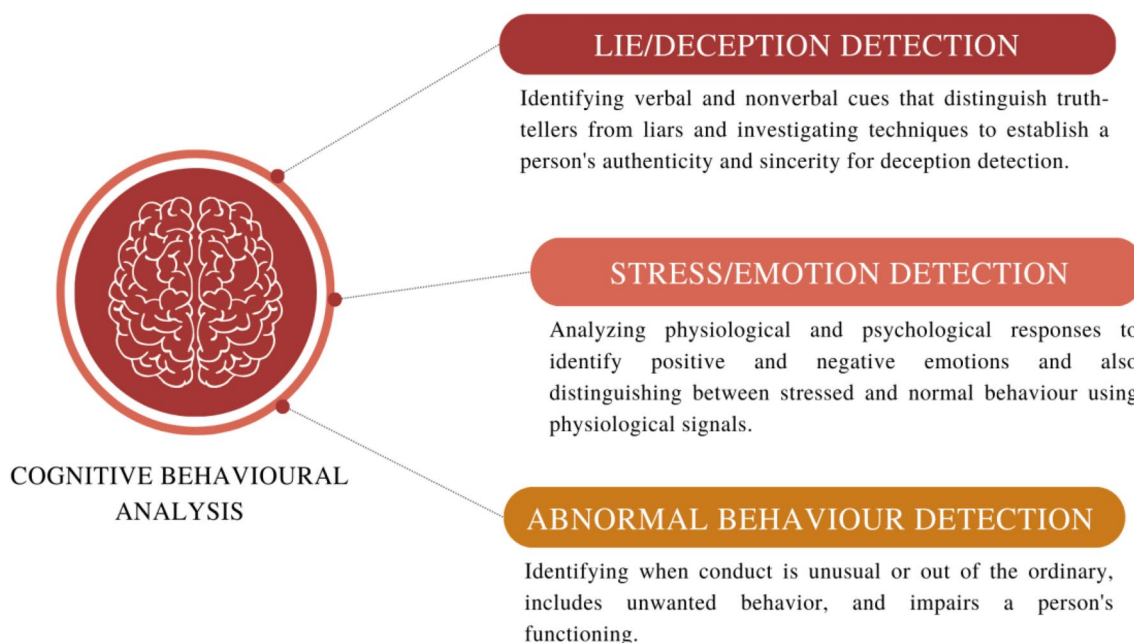 LIE/DECEPTION DETECTION
Identifying verbal and nonverbal cues that distinguish truth-
tellers from liars and investigating techniques to establish a
person's authenticity and sincerity for deception detection.
STRESS/EMOTION DETECTION
Analyzing physiological and psychological responses to
identify positive and negative emotions and also
distinguishing between stressed and normal behaviour using
physiological signals.
COGNITIVE BEHAVIOURAL
ANALYSIS
ABNORMAL BEHAVIOUR DETECTION
Identifying when conduct is unusual or out of the ordinary,
includes unwanted behavior, and impairs a person's
functioning.